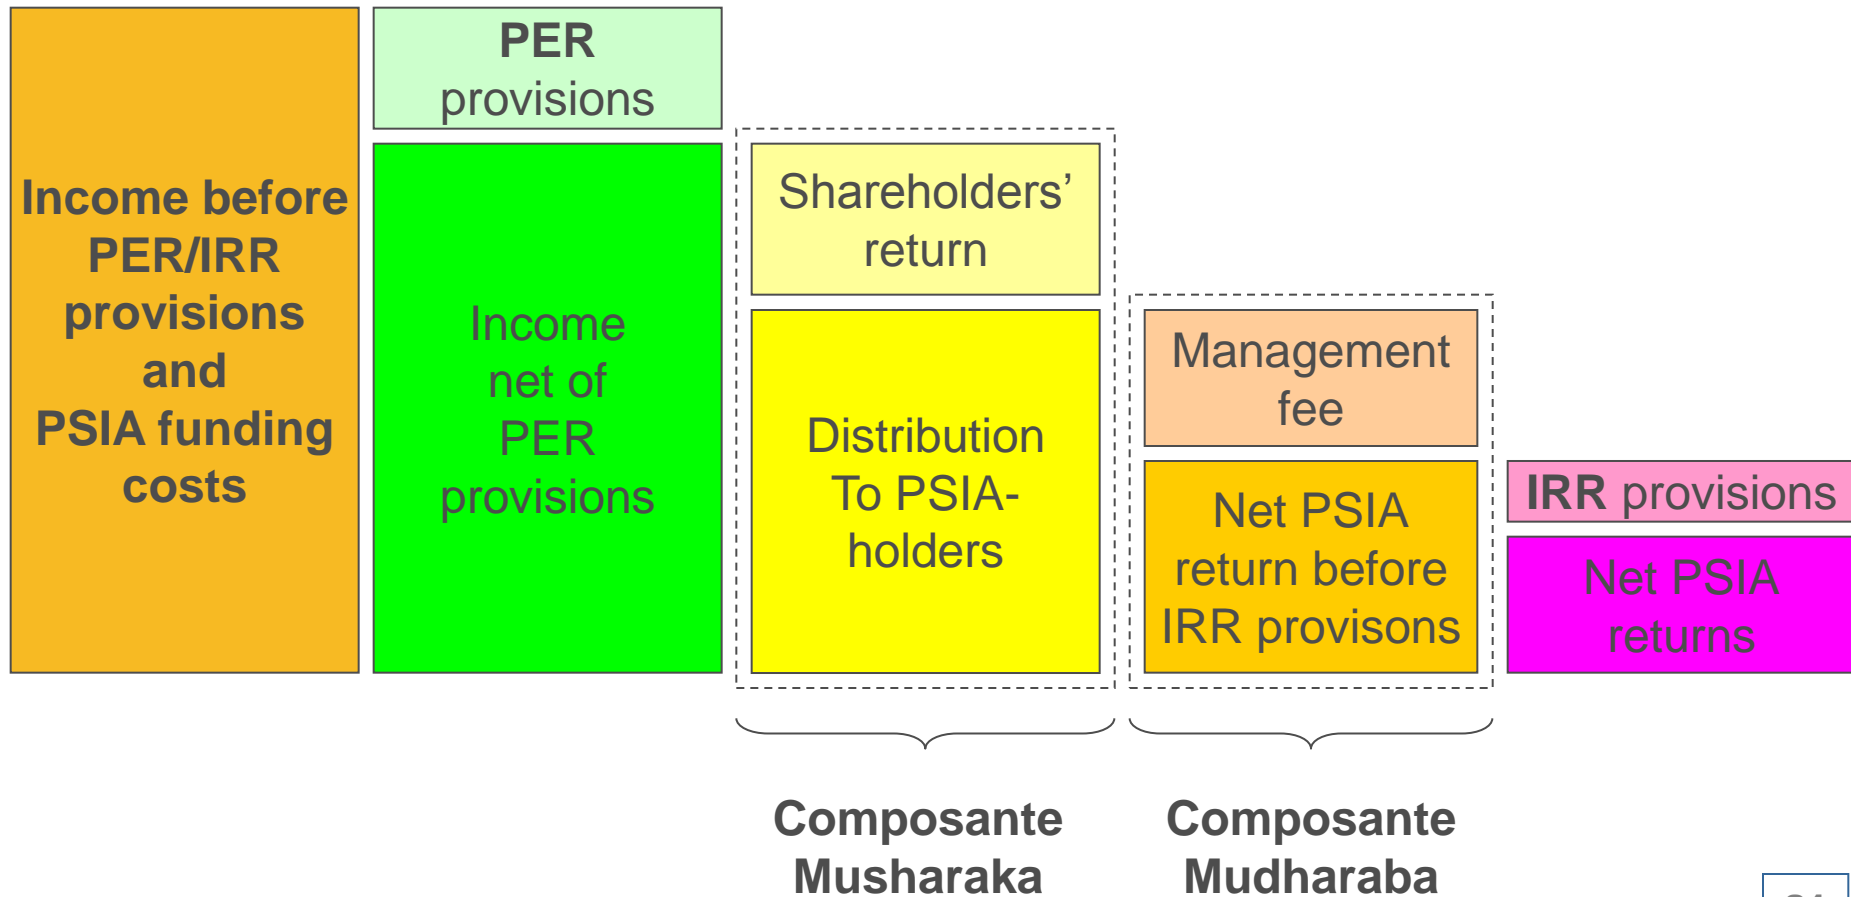 Income before
PER/IRR
provisions
and
PSIA funding
costs
PER
provisions
Income
net of
PER
provisions
Shareholders’
return
Distribution
To PSIA-
holders
Management
fee
Net PSIA
return before
IRR provisons
IRR provisions
Net PSIA
returns
Composante
Musharaka
Composante
Mudharaba